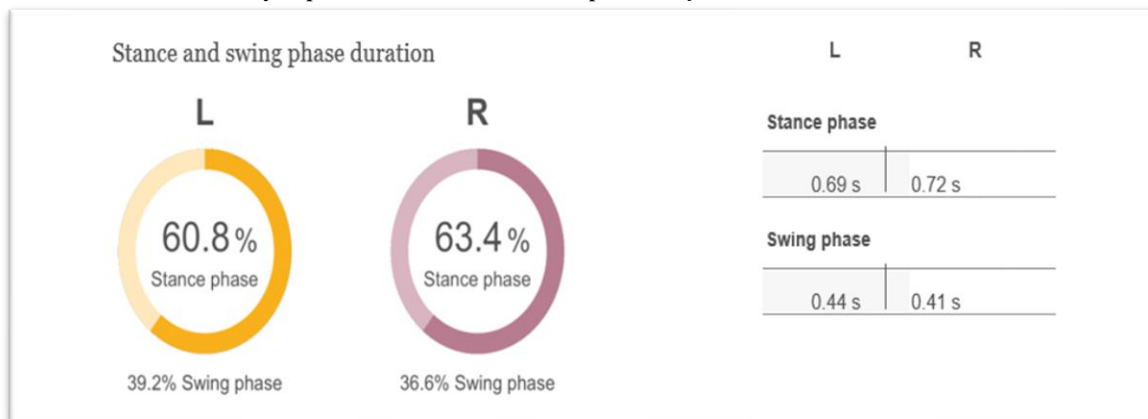 Stance and swing phase duration
L R
L R
60.8 % 63.4 %
Stance phase Stance phase
39.2% Swing phase 36.6% Swing phase
Stance phase
0.69 s 0.72 s
Swing phase
0.44 s 0.41 s